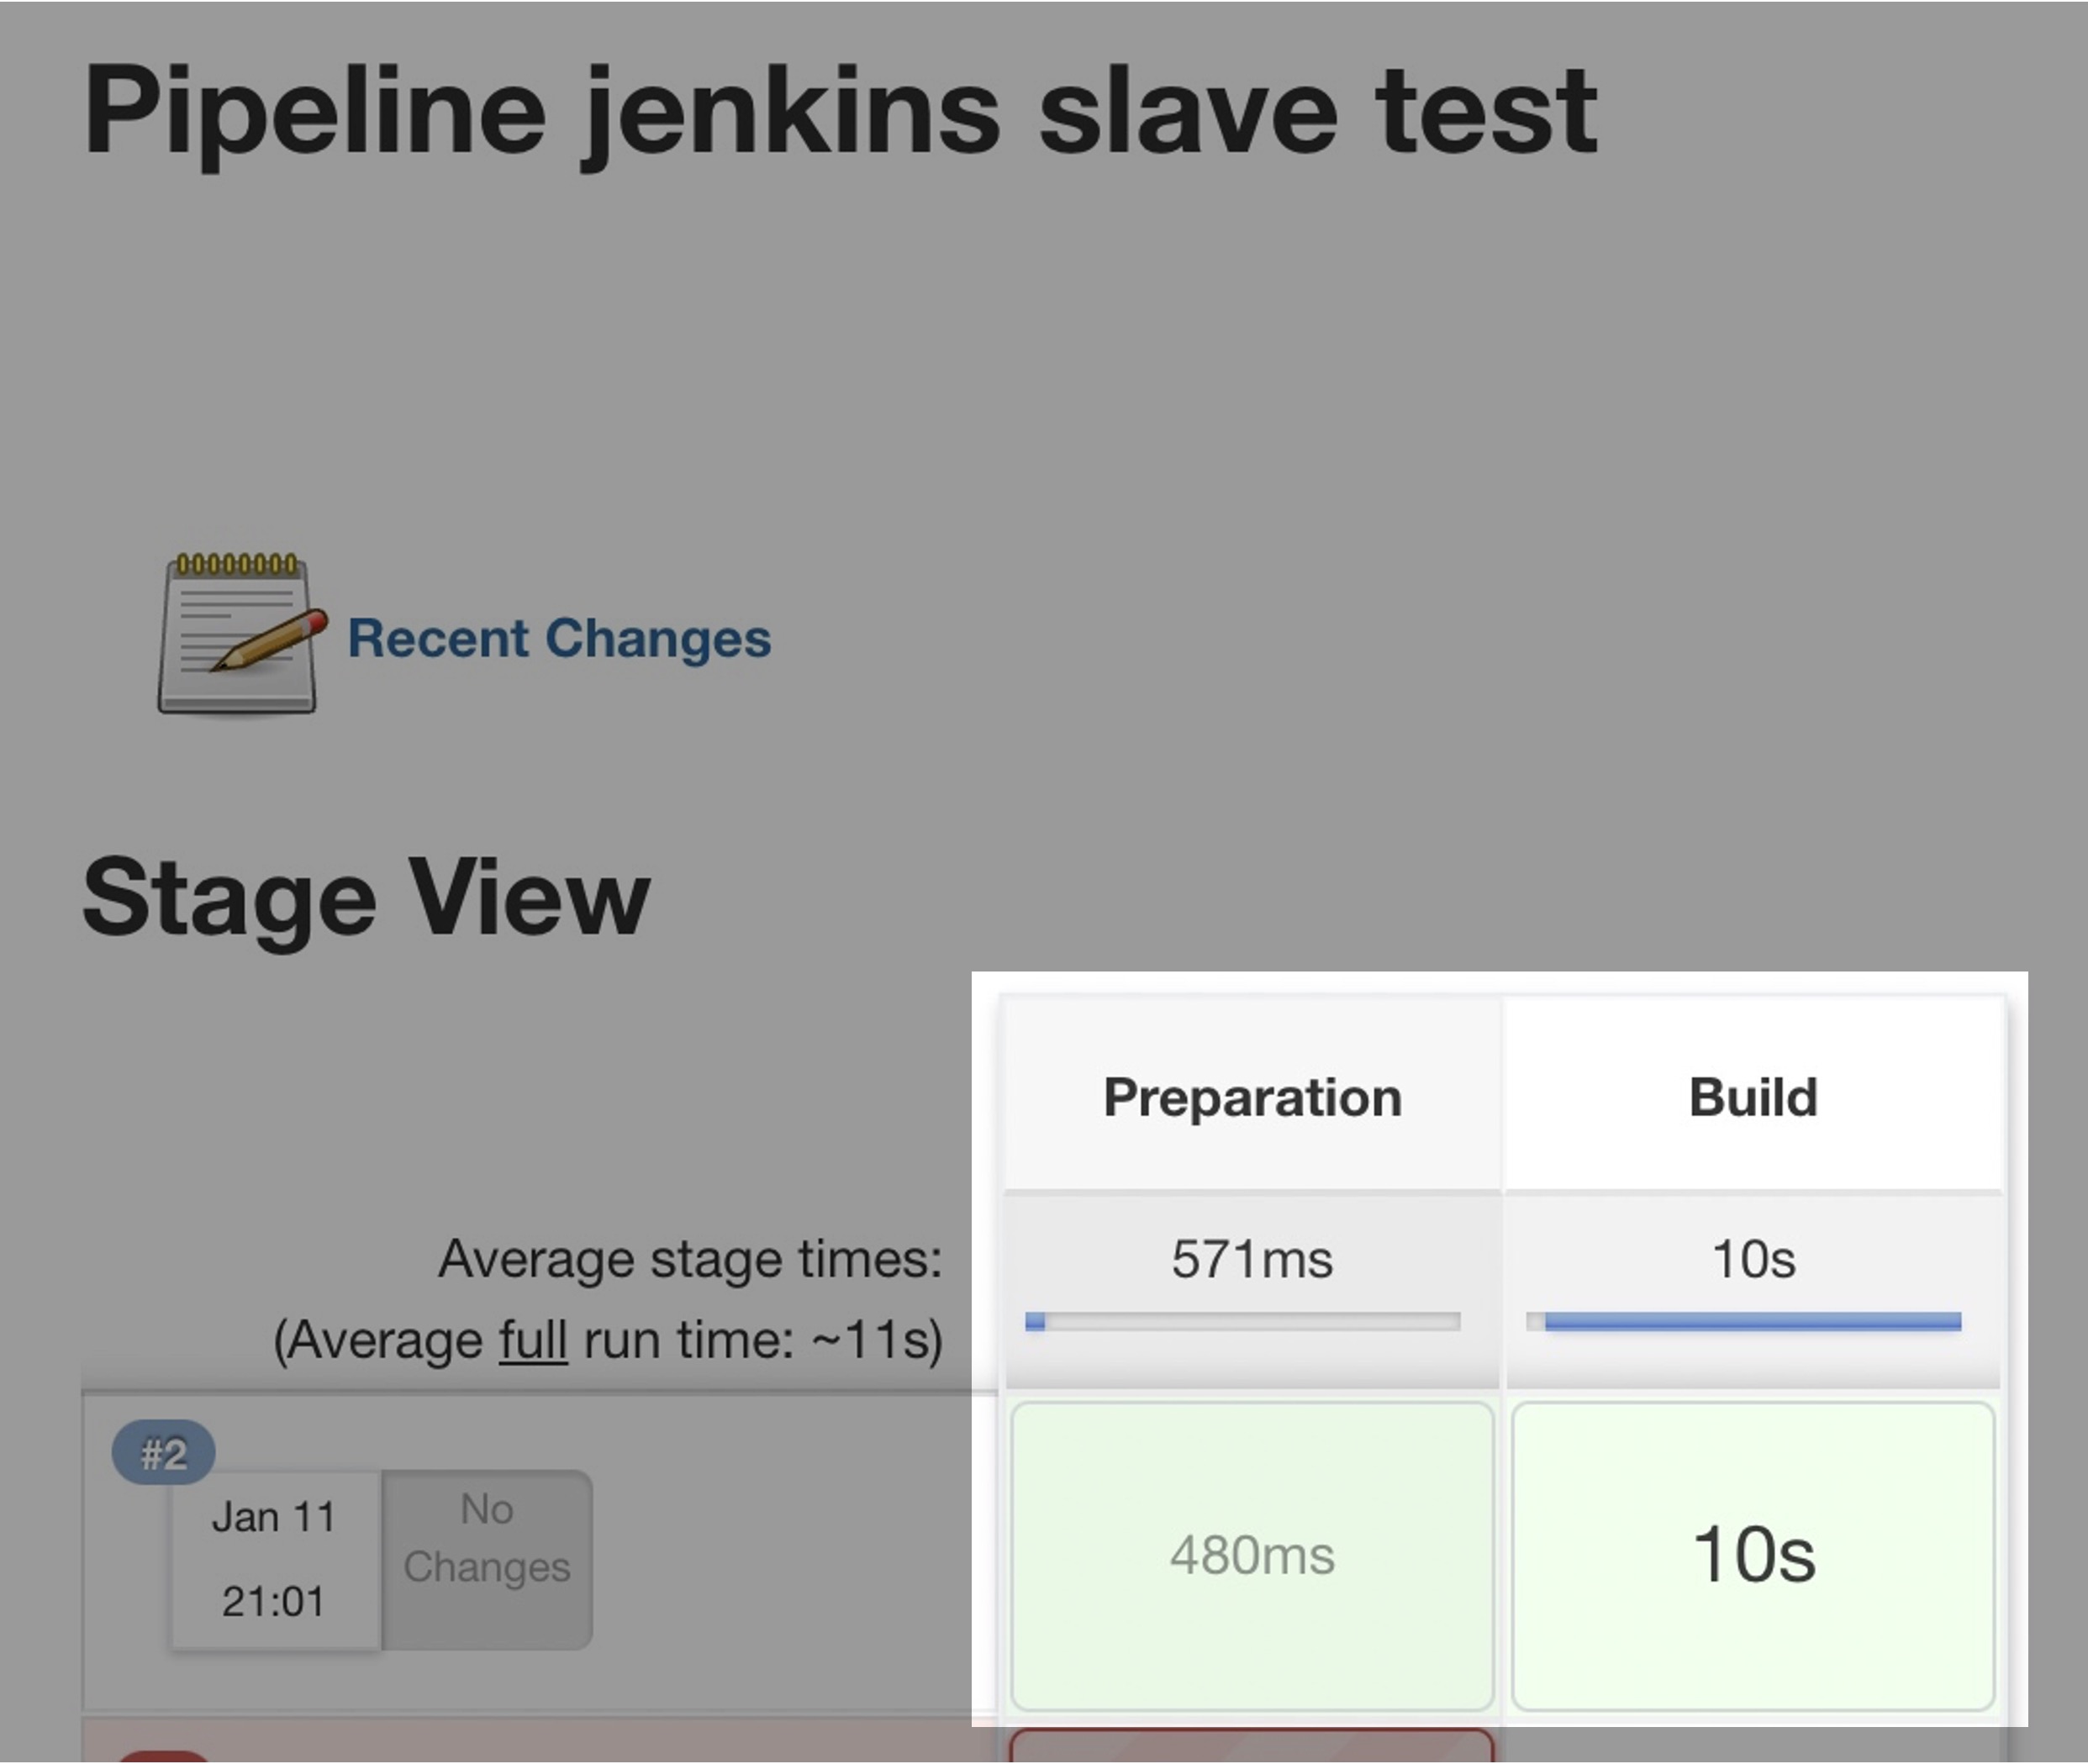 Pipeline jenkins slave test
Recent Changes
Stage View
Preparation
Build
Average stage times:
571ms
10s
(Average full run time: ~11s)
#2
Jan 11
21:01
No
Changes
480ms
10s